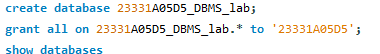 create database 23331A05D5_DBMS_lab;
grant all on 23331A05D5_DBMS_lab.* to '23331A05D5';
show databases